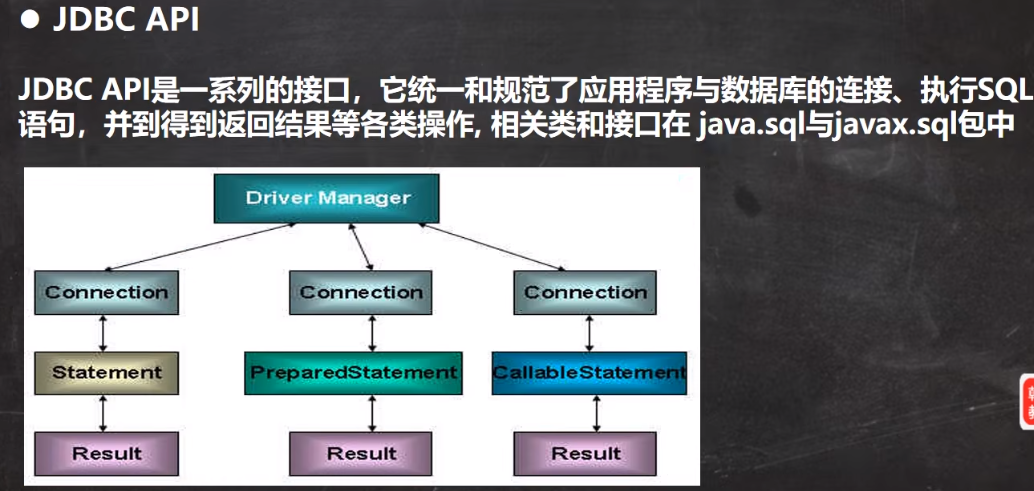 ● JDBC API
JDBC API是一系列的接口，它统一和规范了应用程序与数据库的连接、执行SQL
语句，并到得到返回结果等各类操作, 相关类和接口在 java.sql与javax.sql包中
Driver Manager
Connection Connection Connection
Statement PreparedStatement CallableStatement
Result Result Result